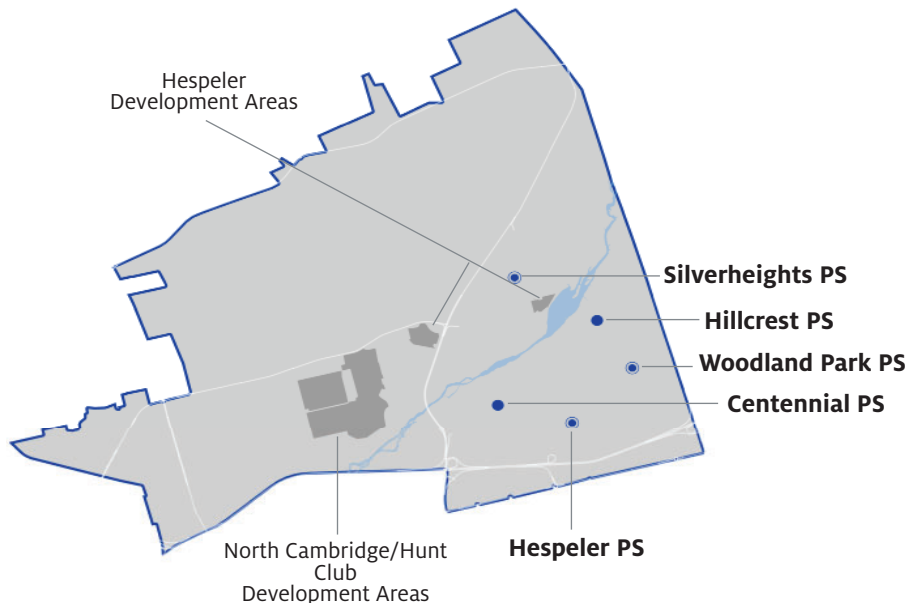 Hespeler
Development Areas
Silverheights PS
Hillcrest PS
Woodland Park PS
Centennial PS
Hespeler PS
North Cambridge/Hunt
Club
Development Areas